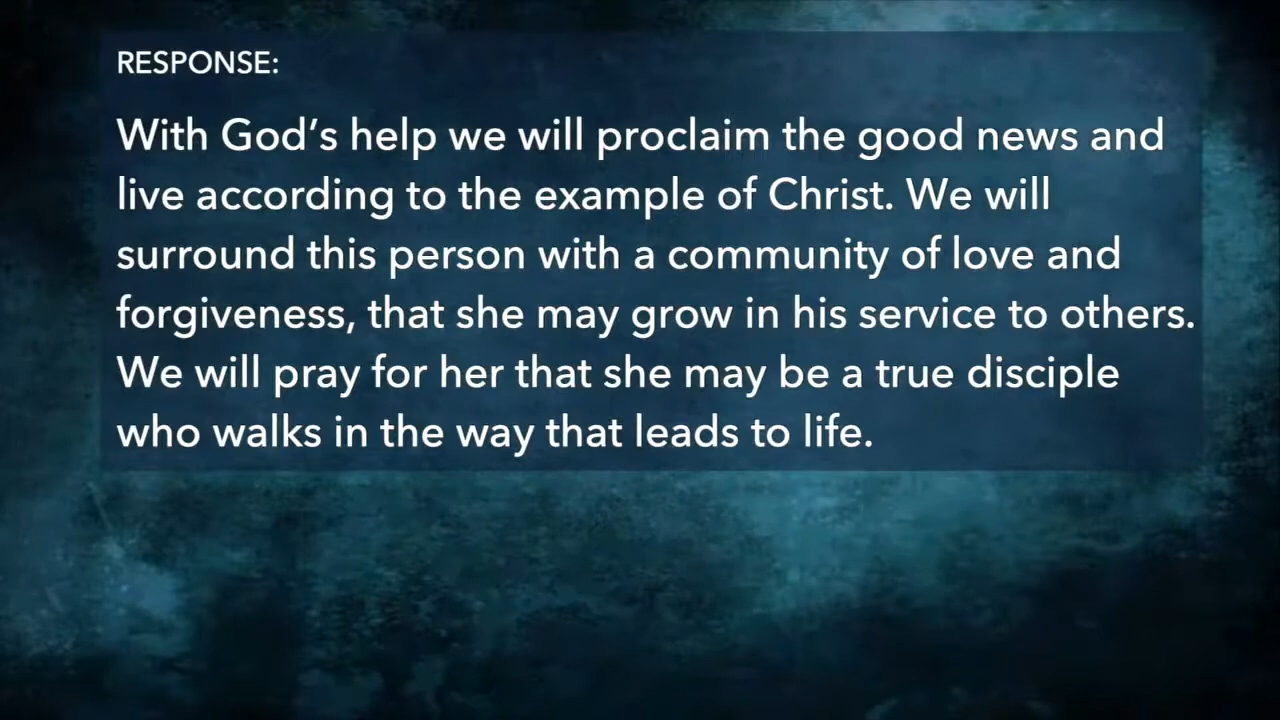 RESPONSE:
With God’s help we will proclaim the good news and
live according to the example of Christ. We will
surround this person with a community of love and
forgiveness, that she may grow in his service to others.
We will pray for her that she may be a true disciple
who walks in the way that leads to life.